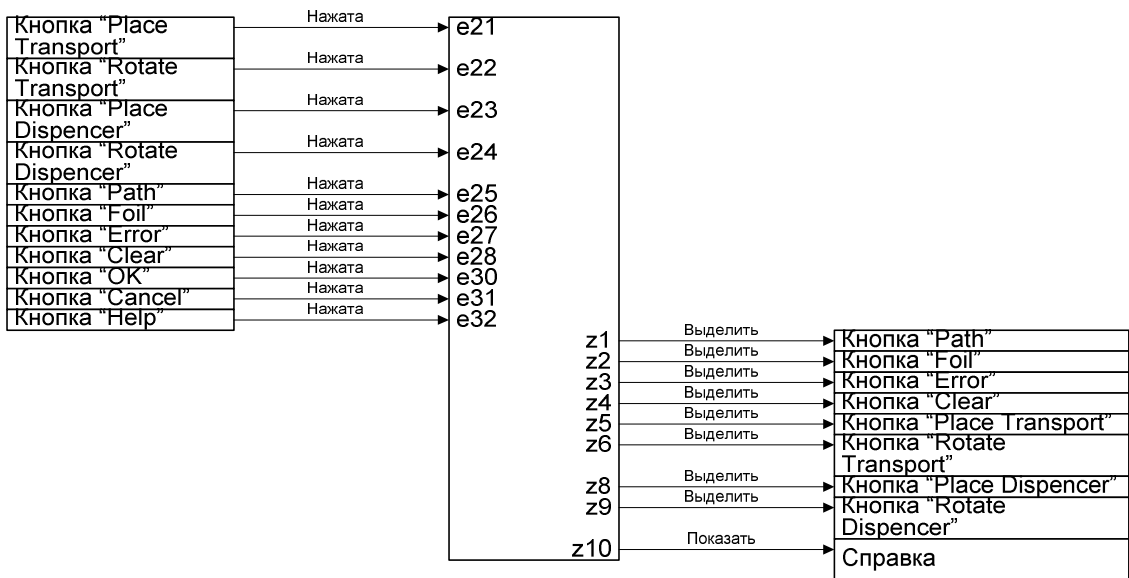 Кнопка “Place
Transport”
Нажата
e21
Кнопка “Rotate
Transport”
Нажата
e22
Кнопка “Place
Dispencer”
Нажата
e23
Кнопка “Rotate
Dispencer”
Нажата
e24
Кнопка “Path”
Нажата
e25
Кнопка “Foil”
Нажата
e26
Кнопка “Error”
Нажата
e27
Кнопка “Clear”
Нажата
e28
Кнопка “OK”
Нажата
e30
Кнопка “Cancel”
Нажата
e31
Кнопка “Help”
Нажата
e32
z1
Выделить
Кнопка “Path”
z2
Выделить
Кнопка “Foil”
z3
Выделить
Кнопка “Error”
z4
Выделить
Кнопка “Clear”
z5
Выделить
Кнопка “Place Transport”
z6
Выделить
Кнопка “Rotate
Transport”
z8
Выделить
Кнопка “Place Dispencer”
z9
Выделить
Кнопка “Rotate
Dispencer”
z10
Показать
Справка